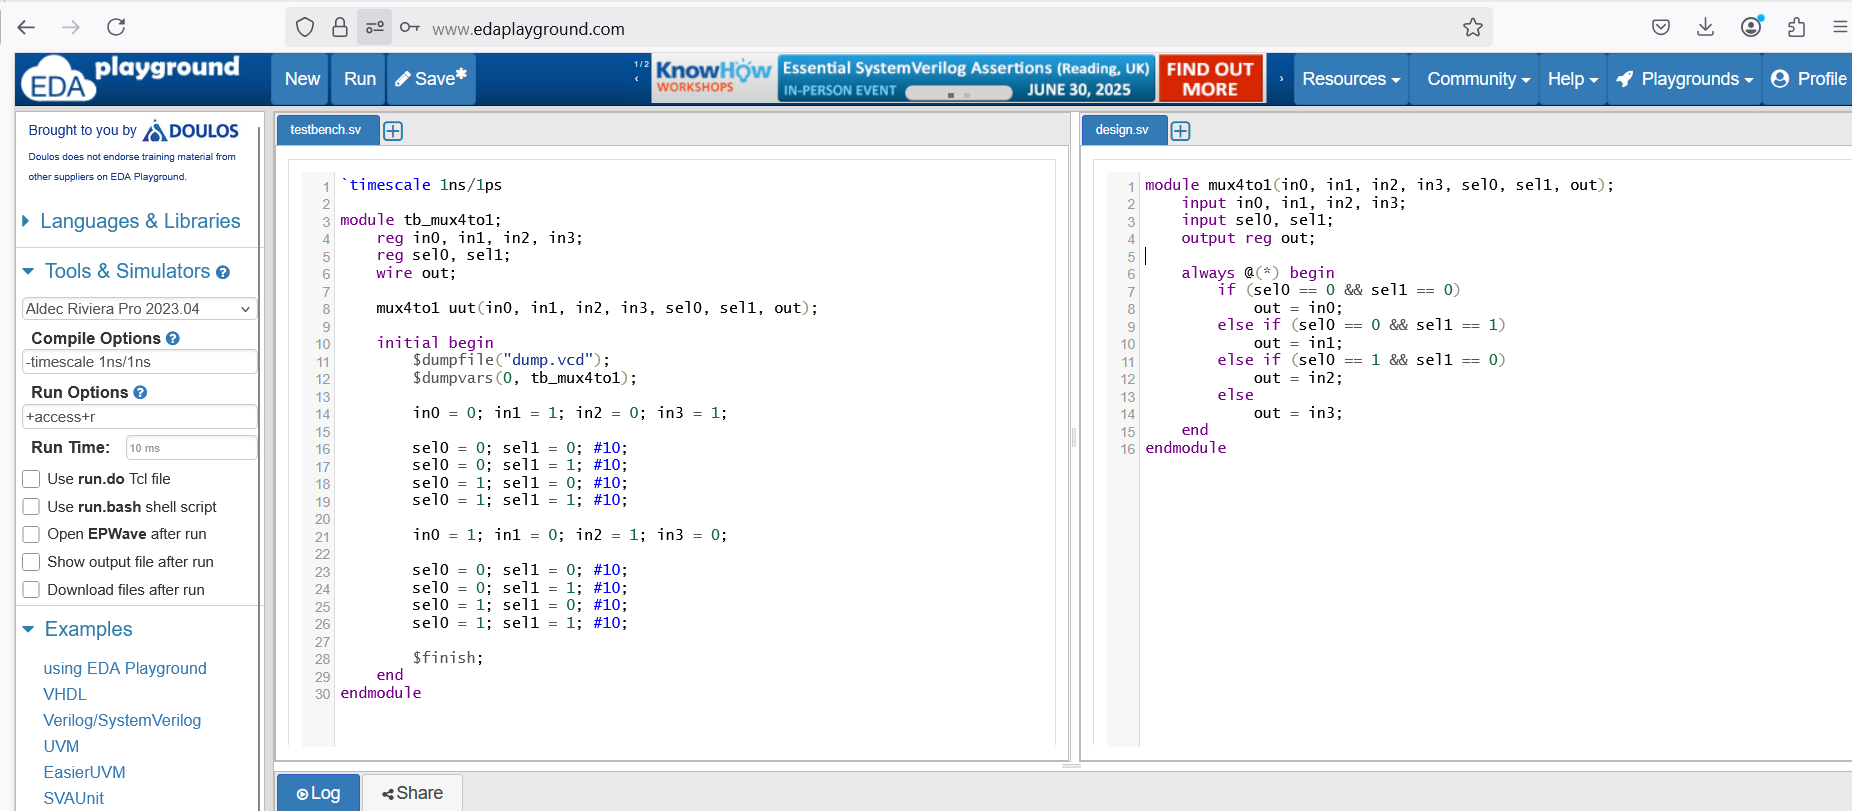 www.edaplayground.com
EDA playground
New
Run
Save*
1/2
‹
KnowHow
WORKSHOPS
Essential SystemVerilog Assertions (Reading, UK)
IN-PERSON EVENT
JUNE 30, 2025
FIND OUT
MORE
›
Resources
Community
Help
Playgrounds
Profile
Brought to you by DOULOS
Doulos does not endorse training material from
other suppliers on EDA Playground.
Languages & Libraries
Tools & Simulators ?
Aldec Riviera Pro 2023.04
Compile Options ?
-timescale 1ns/1ns
Run Options ?
+access+r
Run Time: 10 ms
Use run.do Tcl file
Use run.bash shell script
Open EPWave after run
Show output file after run
Download files after run
Examples
using EDA Playground
VHDL
Verilog/SystemVerilog
UVM
EasierUVM
SVAUnit
testbench.sv
1 `timescale 1ns/1ps
2
3 module tb_mux4to1;
4     reg in0, in1, in2, in3;
5     reg sel0, sel1;
6     wire out;
7
8     mux4to1 uut(in0, in1, in2, in3, sel0, sel1, out);
9
10     initial begin
11         $dumpfile("dump.vcd");
12         $dumpvars(0, tb_mux4to1);
13
14         in0 = 0; in1 = 1; in2 = 0; in3 = 1;
15
16         sel0 = 0; sel1 = 0; #10;
17         sel0 = 0; sel1 = 1; #10;
18         sel0 = 1; sel1 = 0; #10;
19         sel0 = 1; sel1 = 1; #10;
20
21         in0 = 1; in1 = 0; in2 = 1; in3 = 0;
22
23         sel0 = 0; sel1 = 0; #10;
24         sel0 = 0; sel1 = 1; #10;
25         sel0 = 1; sel1 = 0; #10;
26         sel0 = 1; sel1 = 1; #10;
27
28         $finish;
29     end
30 endmodule
design.sv
1 module mux4to1(in0, in1, in2, in3, sel0, sel1, out);
2     input in0, in1, in2, in3;
3     input sel0, sel1;
4     output reg out;
5
6     always @(*) begin
7         if (sel0 == 0 && sel1 == 0)
8             out = in0;
9         else if (sel0 == 0 && sel1 == 1)
10             out = in1;
11         else if (sel0 == 1 && sel1 == 0)
12             out = in2;
13         else
14             out = in3;
15     end
16 endmodule
Log
Share